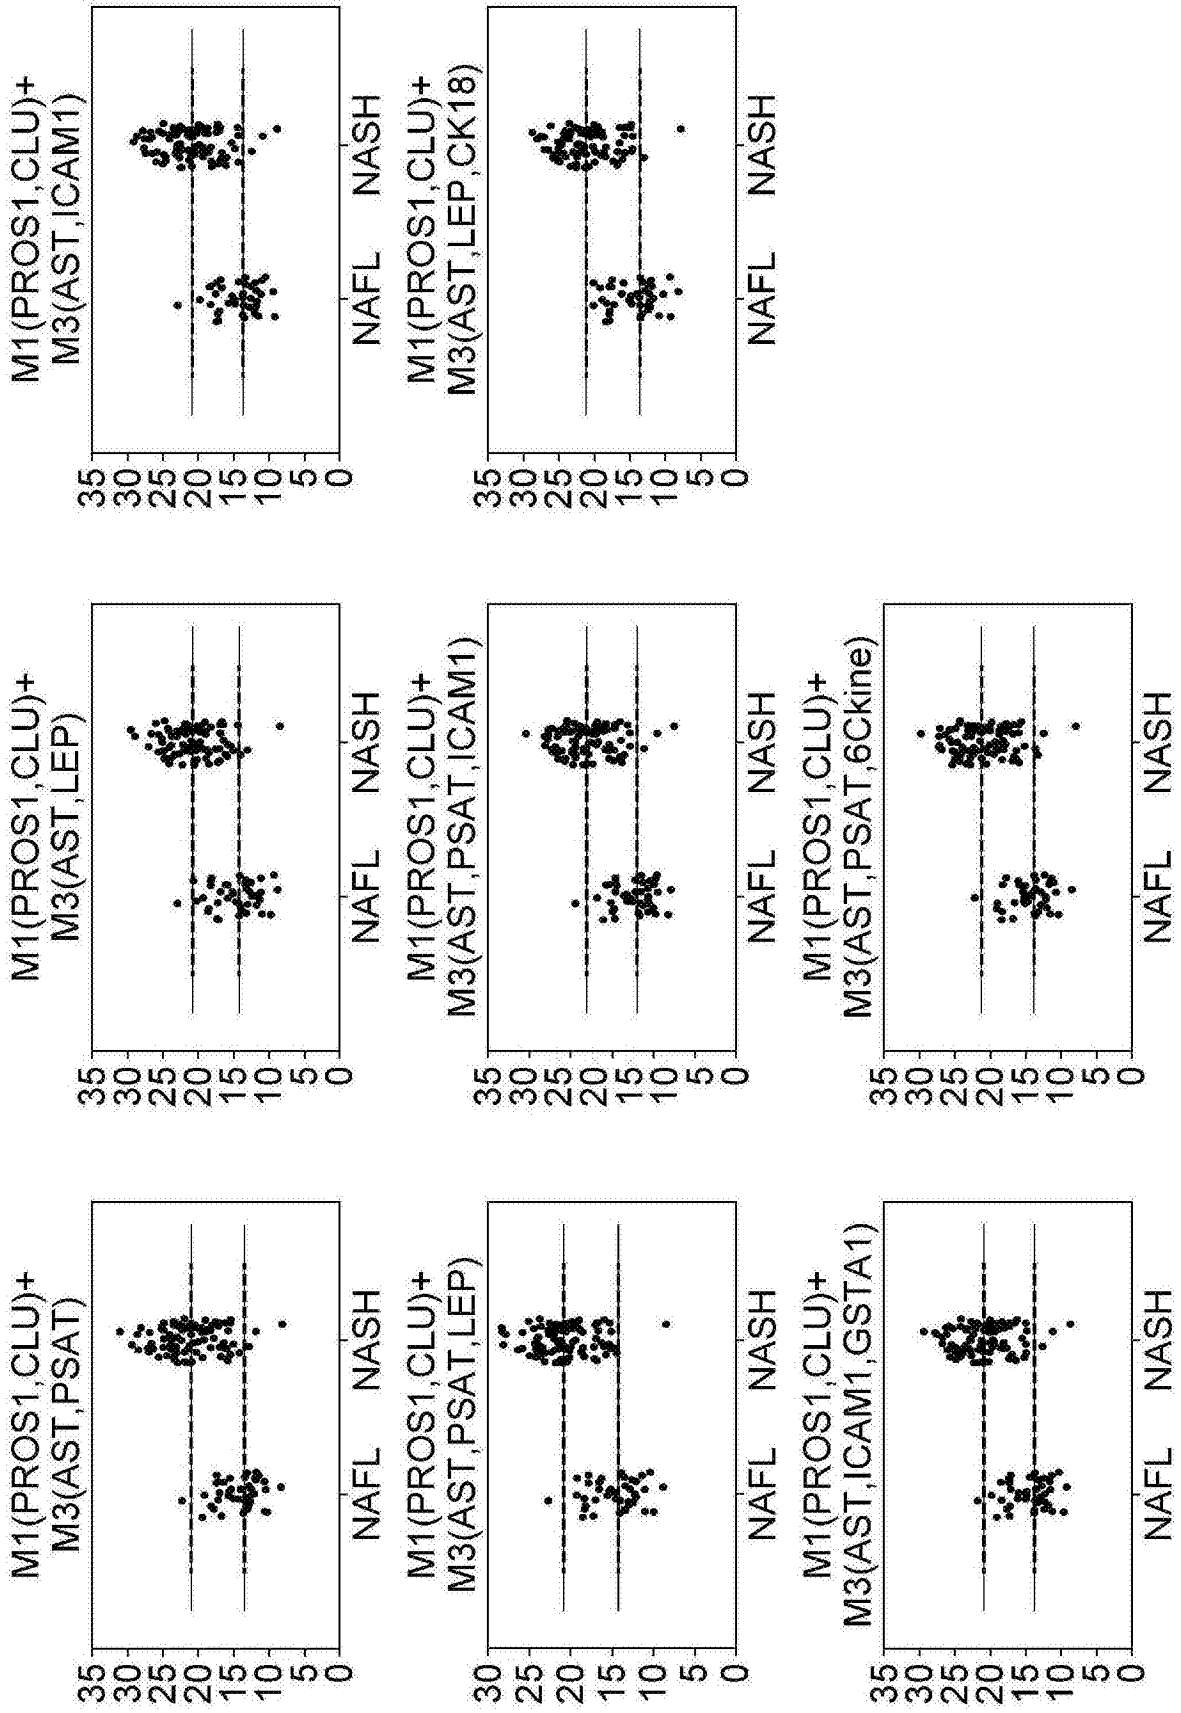 M1(PROS1,CLU)+
M3(AST,PSAT)
35
30
25
20
15
10
5
0
NAFL NASH
M1(PROS1,CLU)+
M3(AST,LEP)
35
30
25
20
15
10
5
0
NAFL NASH
M1(PROS1,CLU)+
M3(AST,ICAM1)
35
30
25
20
15
10
5
0
NAFL NASH
M1(PROS1,CLU)+
M3(AST,PSAT,LEP)
30
25
20
15
10
5
0
NAFL NASH
M1(PROS1,CLU)+
M3(AST,PSAT,ICAM1)
35
30
25
20
15
10
5
0
NAFL NASH
M1(PROS1,CLU)+
M3(AST,LEP,CK18)
35
30
25
20
15
10
5
0
NAFL NASH
M1(PROS1,CLU)+
M3(AST,ICAM1,GSTA1)
35
30
25
20
15
10
5
0
NAFL NASH
M1(PROS1,CLU)+
M3(AST,PSAT,6Ckine)
35
30
25
20
15
10
5
0
NAFL NASH